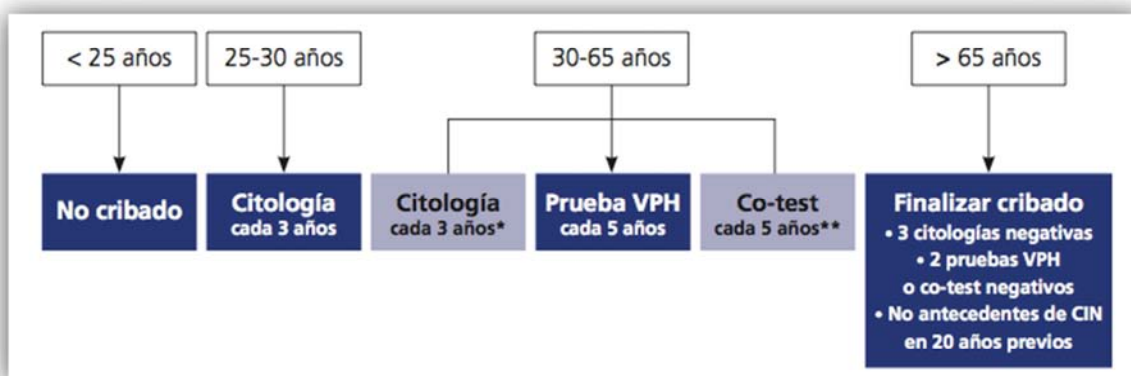 < 25 años
25-30 años
30-65 años
> 65 años
No cribado
Citología
cada 3 años
Citología
cada 3 años*
Prueba VPH
cada 5 años
Co-test
cada 5 años**
Finalizar cribado
• 3 citologías negativas
• 2 pruebas VPH
o co-test negativos
• No antecedentes de CIN
en 20 años previos